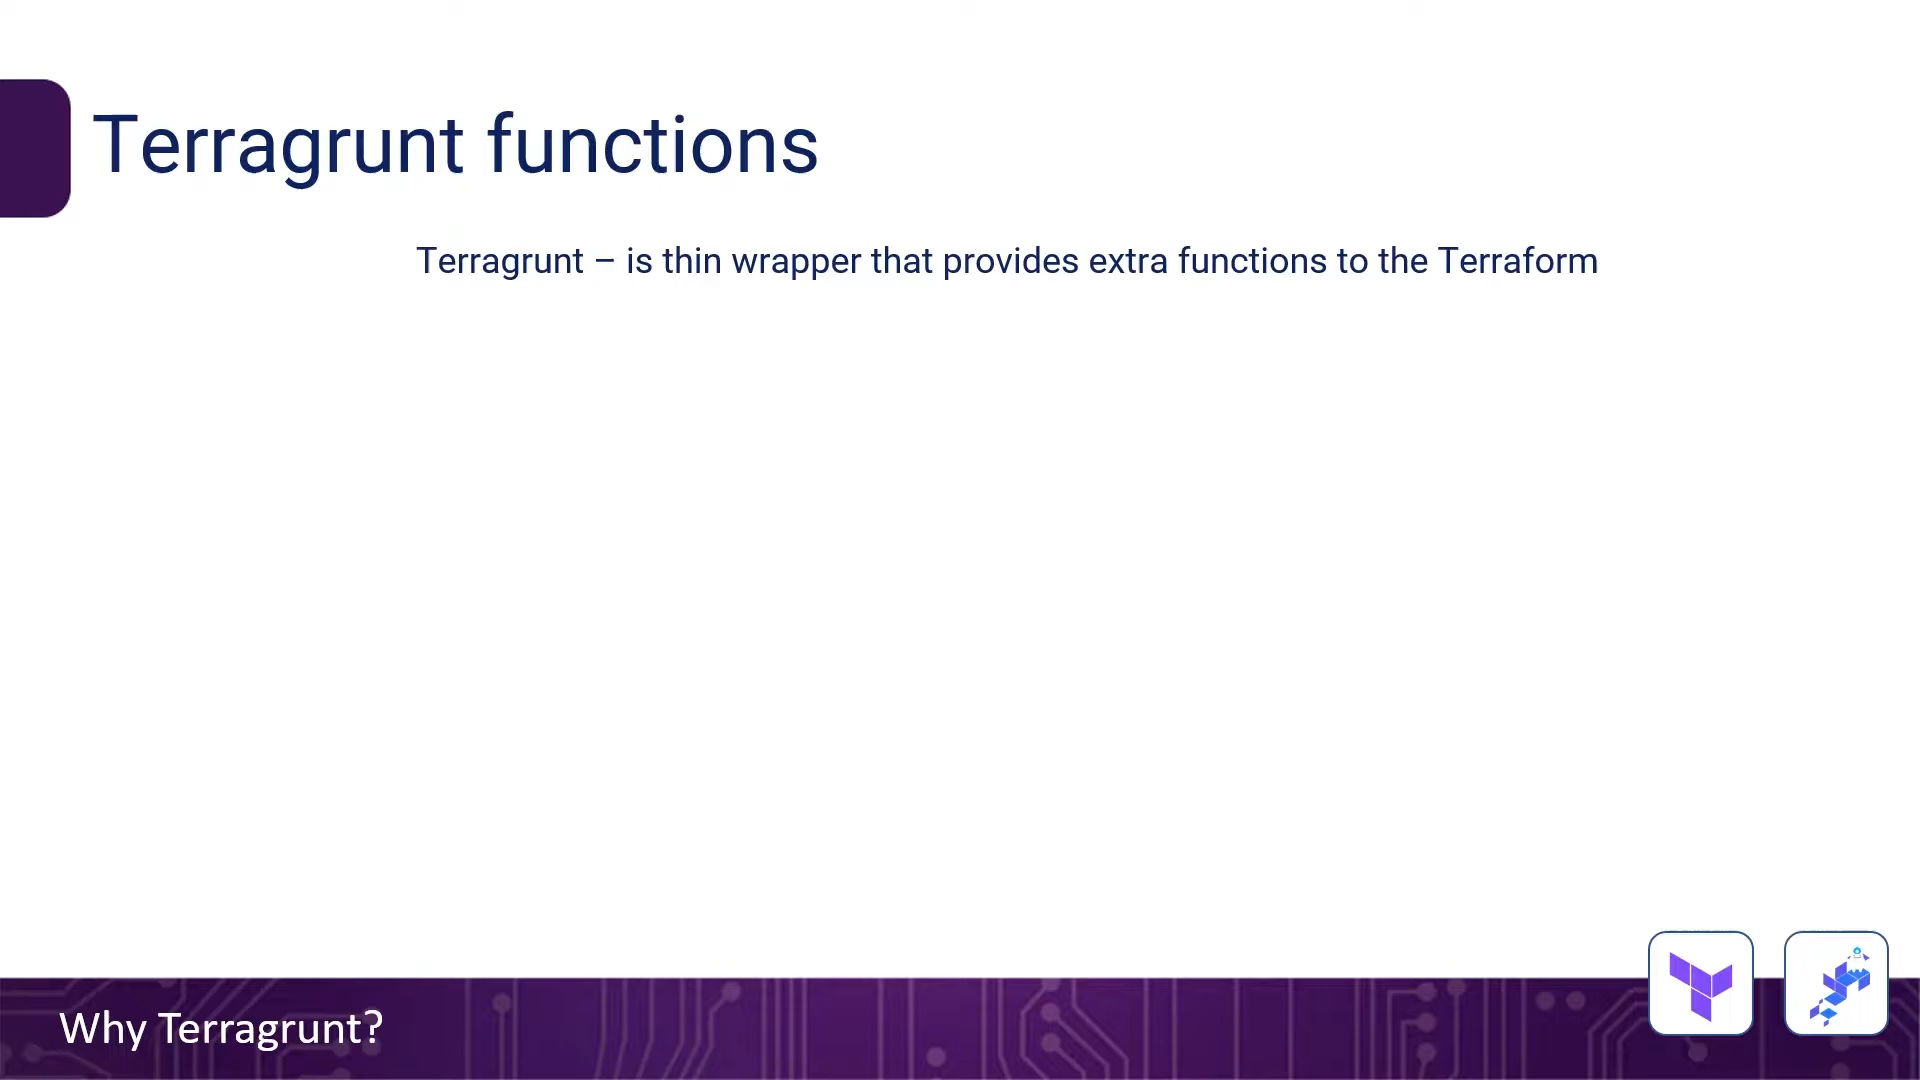 Terragrunt functions
Terragrunt – is thin wrapper that provides extra functions to the Terraform
Why Terragrunt?